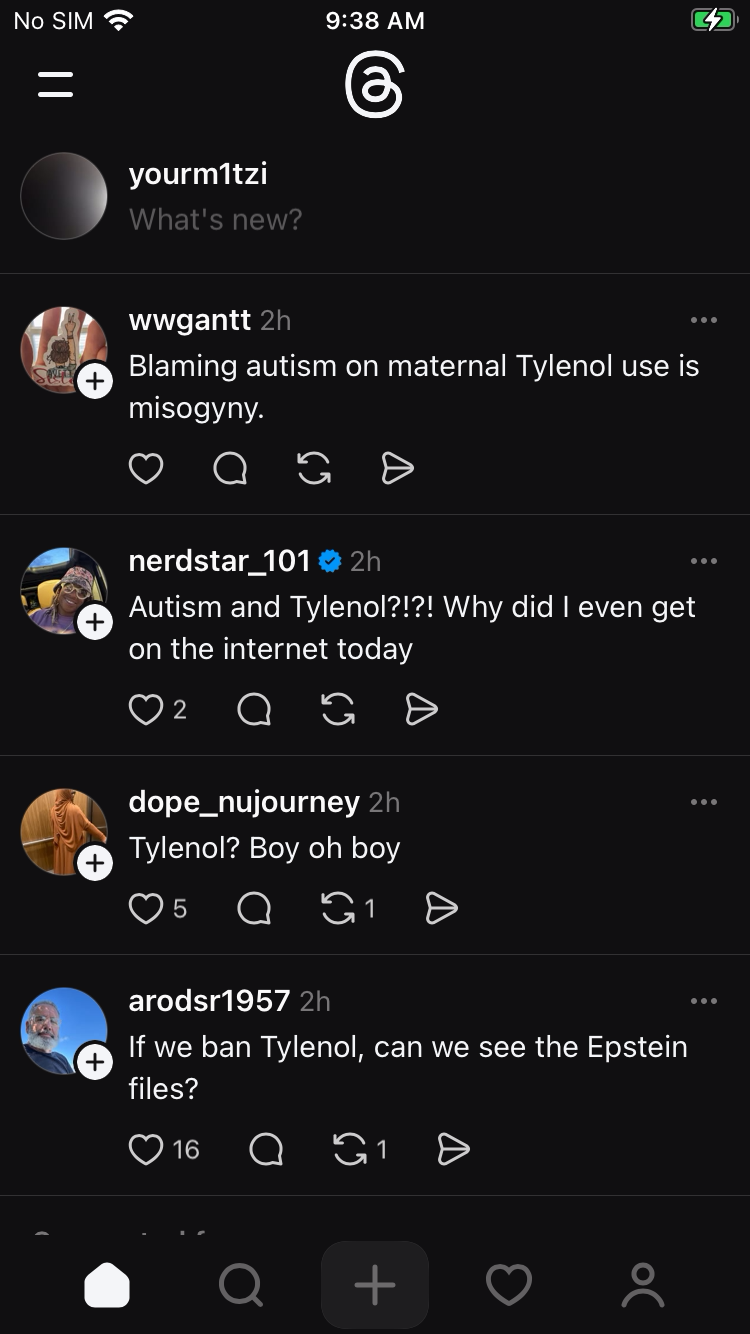 No SIM 9:38 AM
yourm1tzi
What's new?
wwgantt 2h
Blaming autism on maternal Tylenol use is
misogyny.
nerdstar_101 2h
Autism and Tylenol?!?! Why did I even get
on the internet today
2
dope_nujourney 2h
Tylenol? Boy oh boy
5 1
arodsr1957 2h
If we ban Tylenol, can we see the Epstein
files?
16 1